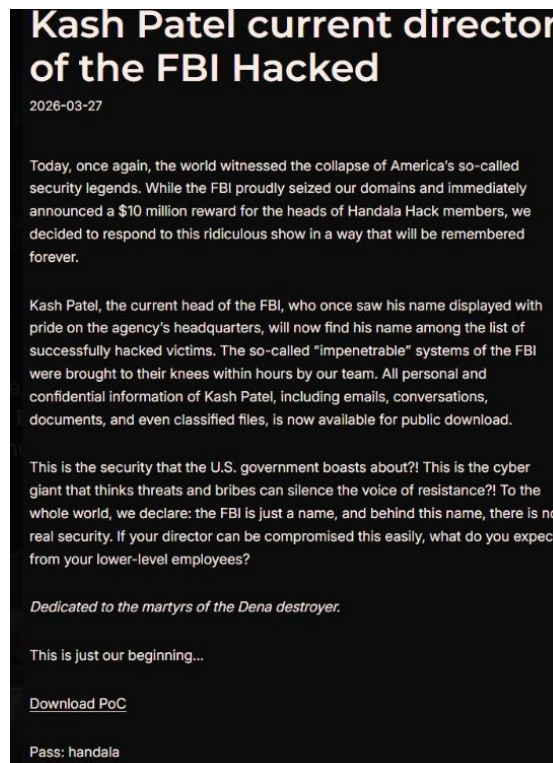 Kash Patel current director
of the FBI Hacked
2026-03-27
Today, once again, the world witnessed the collapse of America's so-called
security legends. While the FBI proudly seized our domains and immediately
announced a $10 million reward for the heads of Handala Hack members, we
decided to respond to this ridiculous show in a way that will be remembered
forever.
Kash Patel, the current head of the FBI, who once saw his name displayed with
pride on the agency's headquarters, will now find his name among the list of
successfully hacked victims. The so-called “impenetrable” systems of the FBI
were brought to their knees within hours by our team. All personal and
confidential information of Kash Patel, including emails, conversations,
documents, and even classified files, is now available for public download.
This is the security that the U.S. government boasts about?! This is the cyber
giant that thinks threats and bribes can silence the voice of resistance?! To the
whole world, we declare: the FBI is just a name, and behind this name, there is no
real security. If your director can be compromised this easily, what do you expec
from your lower-level employees?
Dedicated to the martyrs of the Dena destroyer.
This is just our beginning...
Download PoC
Pass: handala